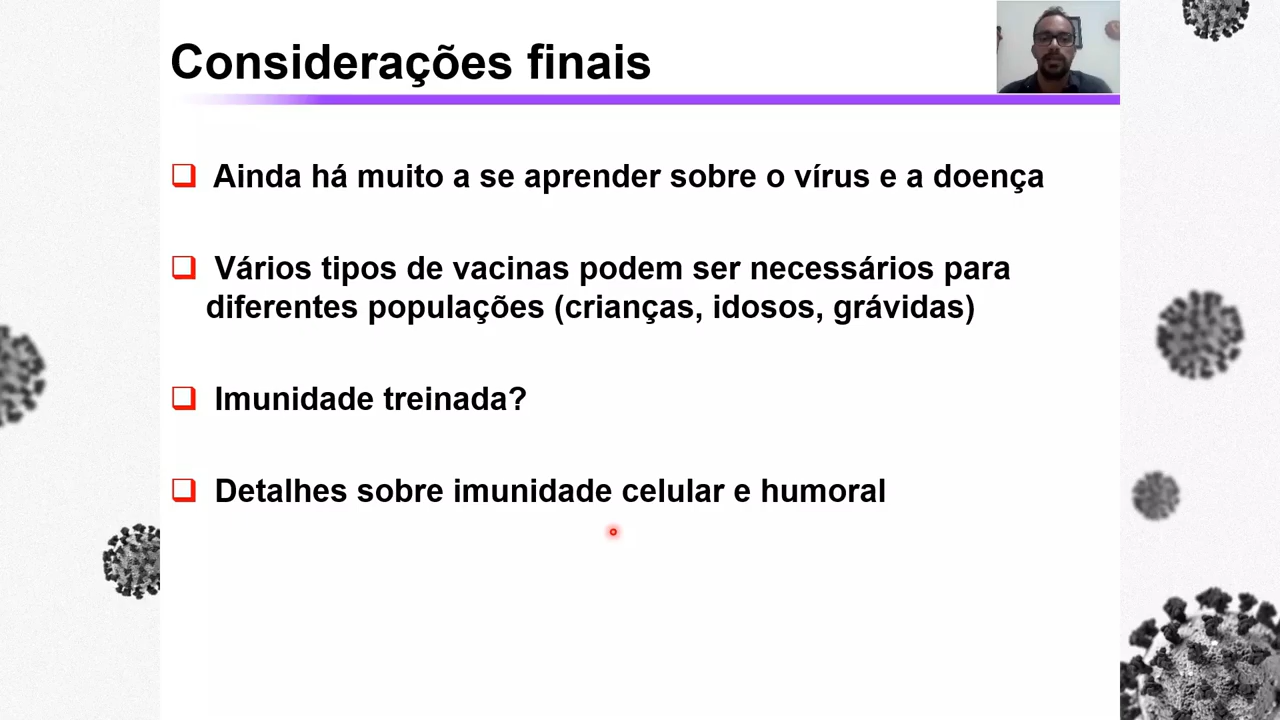 Considerações finais
Ainda há muito a se aprender sobre o vírus e a doença
Vários tipos de vacinas podem ser necessários para
diferentes populações (crianças, idosos, grávidas)
Imunidade treinada?
Detalhes sobre imunidade celular e humoral